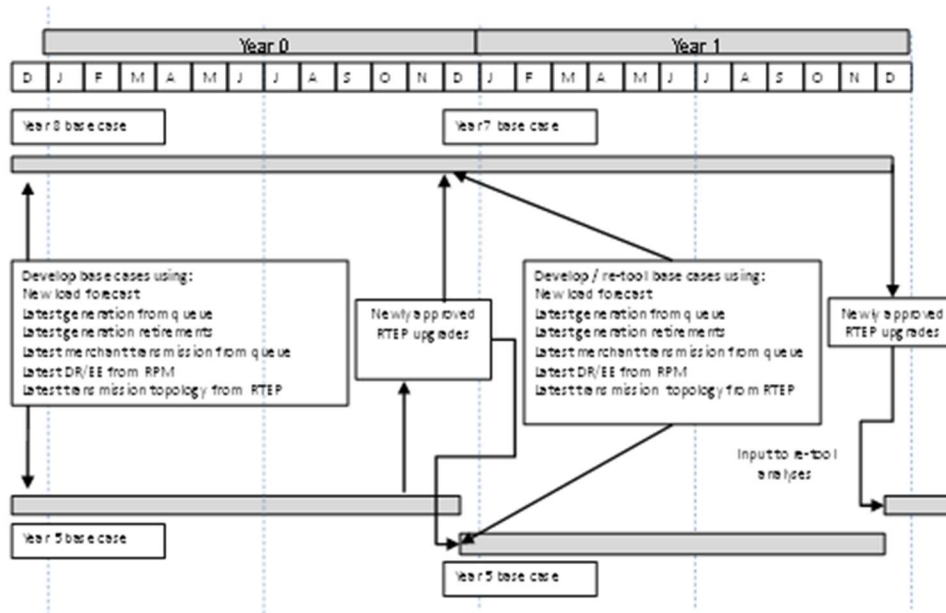 Year 0 Year 1
D J F M A M J J A S O N D J F M A M J J A S O N D
Year 8 base case Year 7 base case
Develop base cases using:
New load forecast
Latest generation from queue
Latest generation retirements
Latest merchant transmission from queue
Latest DR/EE from RPM
Latest transmission topology from RTEP
Newly approved
RTEP upgrades
Develop / re-tool base cases using:
New load forecast
Latest generation from queue
Latest generation retirements
Latest merchant transmission from queue
Latest DR/EE from RPM
Latest transmission topology from RTEP
Newly approved
RTEP upgrades
Input to re-tool
analyses
Year 5 base case
Year 5 base case